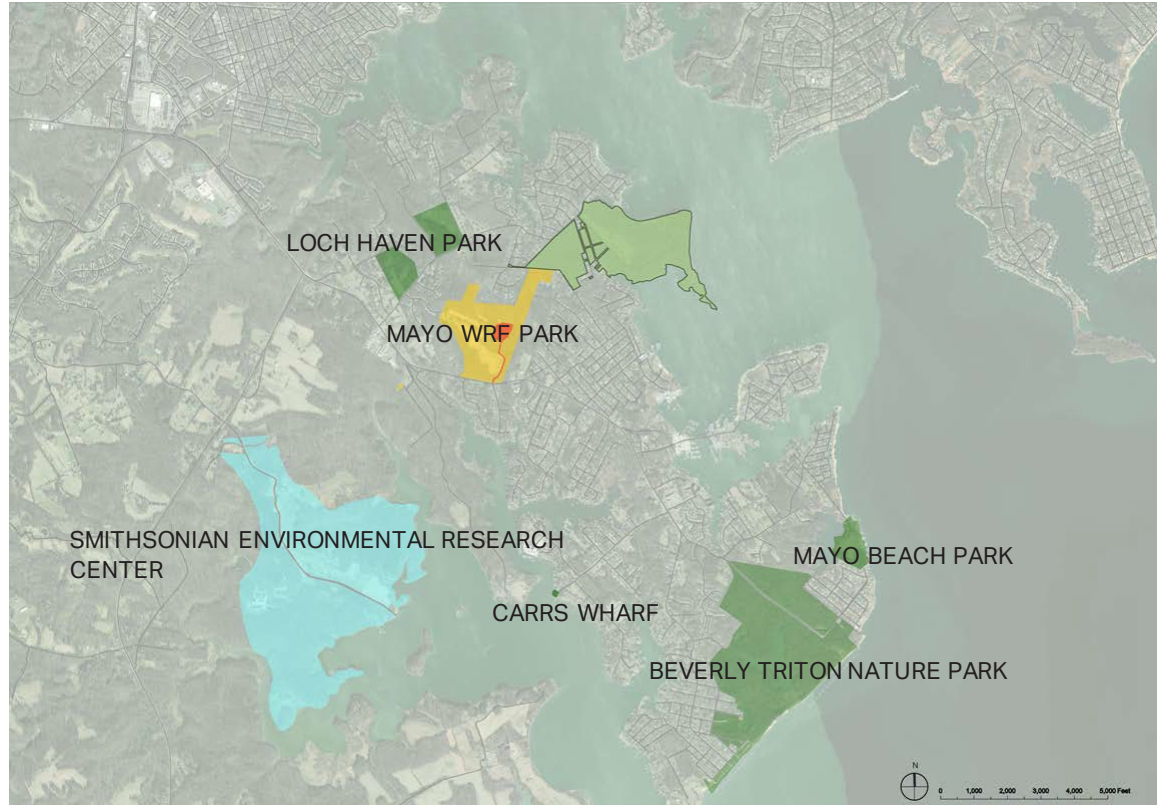 LOCH HAVEN PARK
MAYO WRF PARK
SMITHSONIAN ENVIRONMENTAL RESEARCH
CENTER
MAYO BEACH PARK
CARRS WHARF
BEVERLY TRITON NATURE PARK
N
0 1,000 2,000 3,000 4,000 5,000 Feet